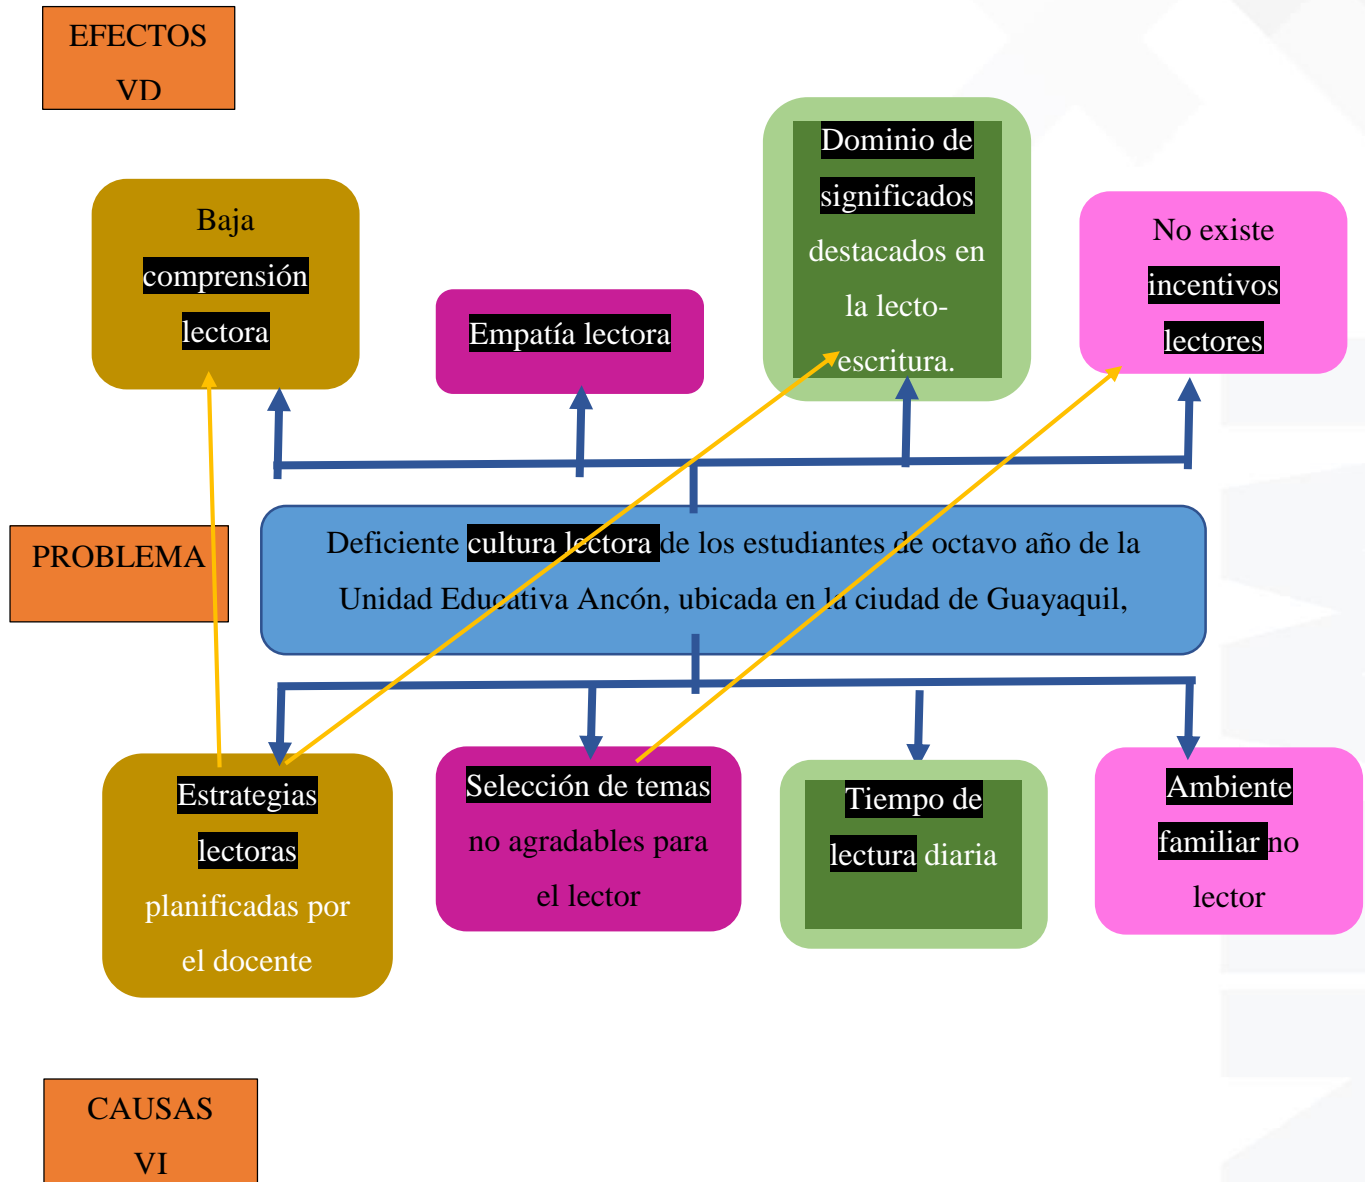 EFECTOS
VD
Baja
comprensión
lectora
Empatía lectora
Dominio de
significados
destacados en
la lecto-
escritura.
No existe
incentivos
lectores
PROBLEMA
Deficiente cultura lectora de los estudiantes de octavo año de la
Unidad Educativa Ancón, ubicada en la ciudad de Guayaquil,
Estrategias
lectoras
planificadas por
el docente
Selección de temas
no agradables para
el lector
Tiempo de
lectura diaria
Ambiente
familiar no
lector
CAUSAS
VI